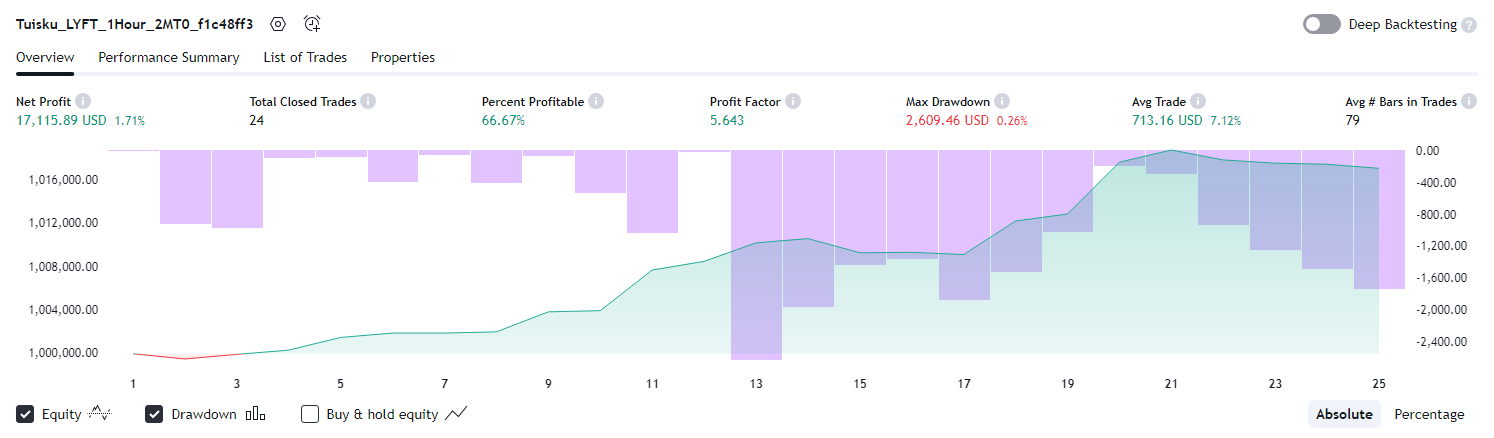 Tuisku_LYFT_1Hour_2MT0_f1c48ff3 Deep Backtesting
Overview Performance Summary List of Trades Properties
Net Profit Total Closed Trades Percent Profitable Profit Factor Max Drawdown Avg Trade Avg # Bars in Trades
17,115.89 USD 1.71% 24 66.67% 5.643 2,609.46 USD 0.26% 713.16 USD 7.12% 79
0.00
1,016,000.00 -400.00
-800.00
1,012,000.00
-1,200.00
1,008,000.00
-1,600.00
1,004,000.00 -2,000.00
-2,400.00
1,000,000.00
1 3 5 7 9 11 13 15 17 19 21 23 25
Equity Drawdown Buy & hold equity Absolute Percentage